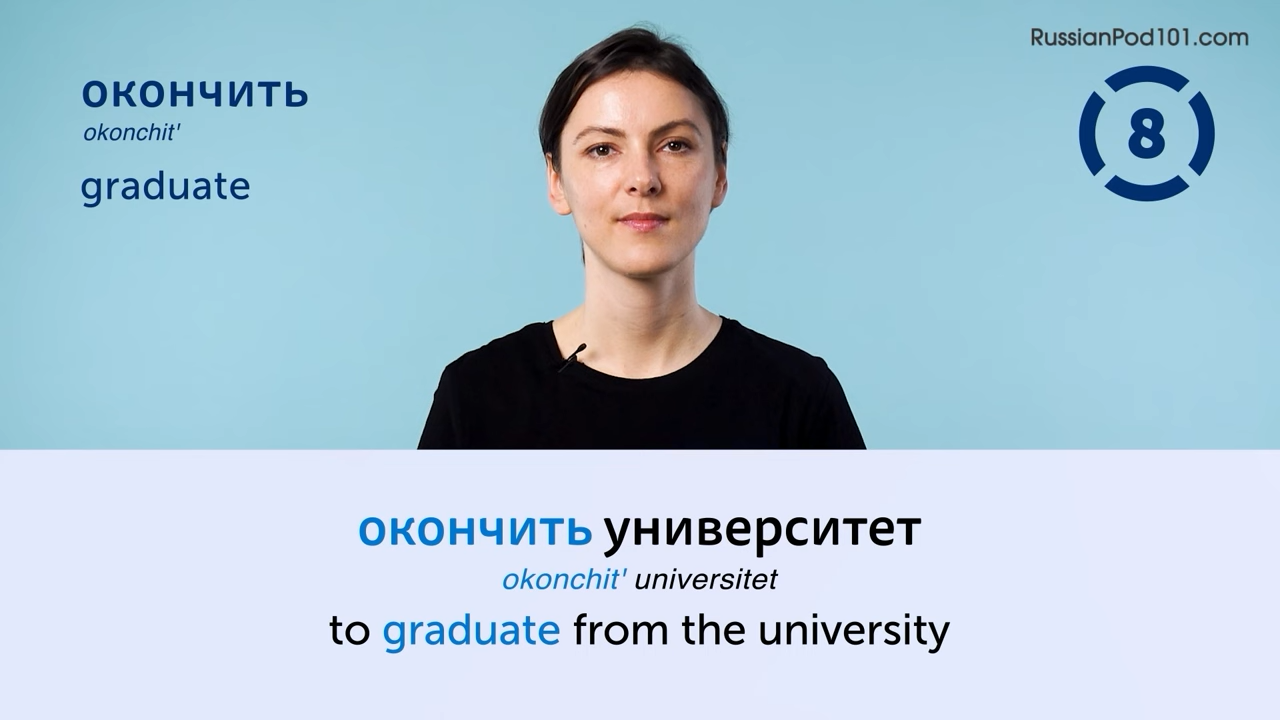 RussianPod101.com
окончить
okonchit'
graduate
8
окончить университет
okonchit' universitet
to graduate from the university